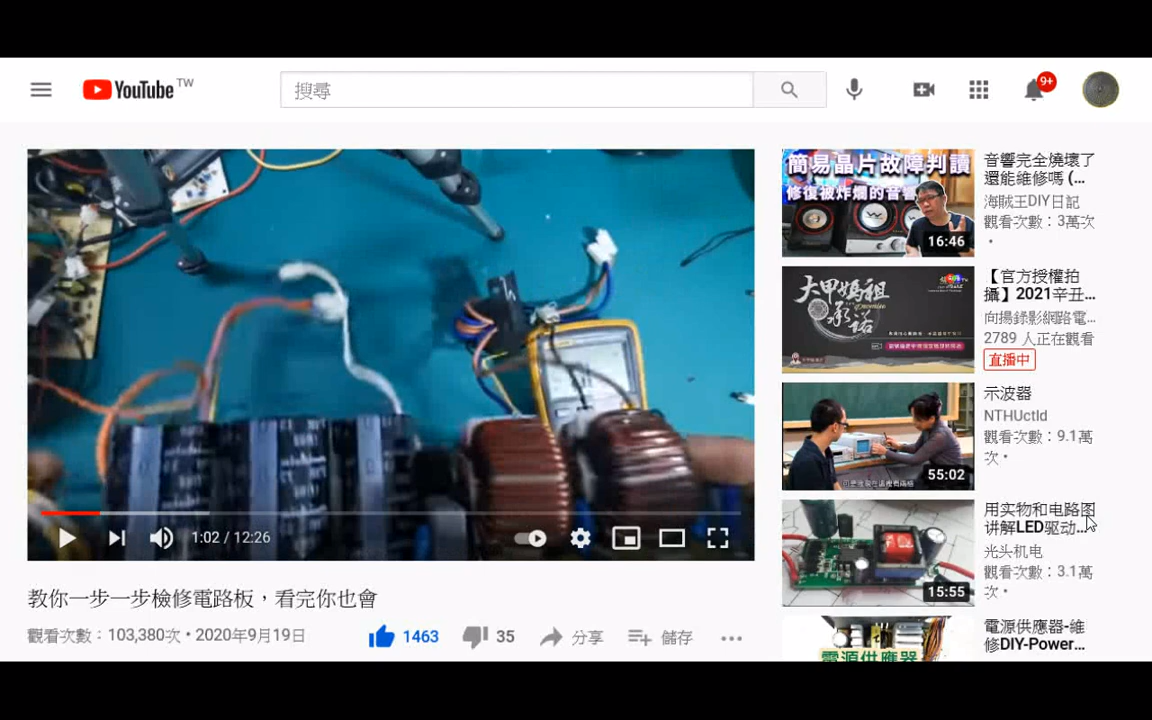 YouTube TW
搜尋
9+
1:02 / 12:26
教你一步一步檢修電路板，看完你也會
觀看次數：103,380次 • 2020年9月19日
1463
35
分享
儲存
簡易晶片故障判讀
修復被炸爛的音響
16:46
音響完全燒壞了
還能維修嗎 (...
海賊王DIY日記
觀看次數：3萬次
•
大甲媽祖
承諾
【官方授權拍
攝】2021辛丑...
向揚錄影網路電...
2789 人正在觀看
直播中
55:02
示波器
NTHUctld
觀看次數：9.1萬
次 •
15:55
用实物和电路图
讲解LED驱动...
光头机电
觀看次數：3.1萬
次 •
電源供應器
電源供應器-維
修DIY-Power...